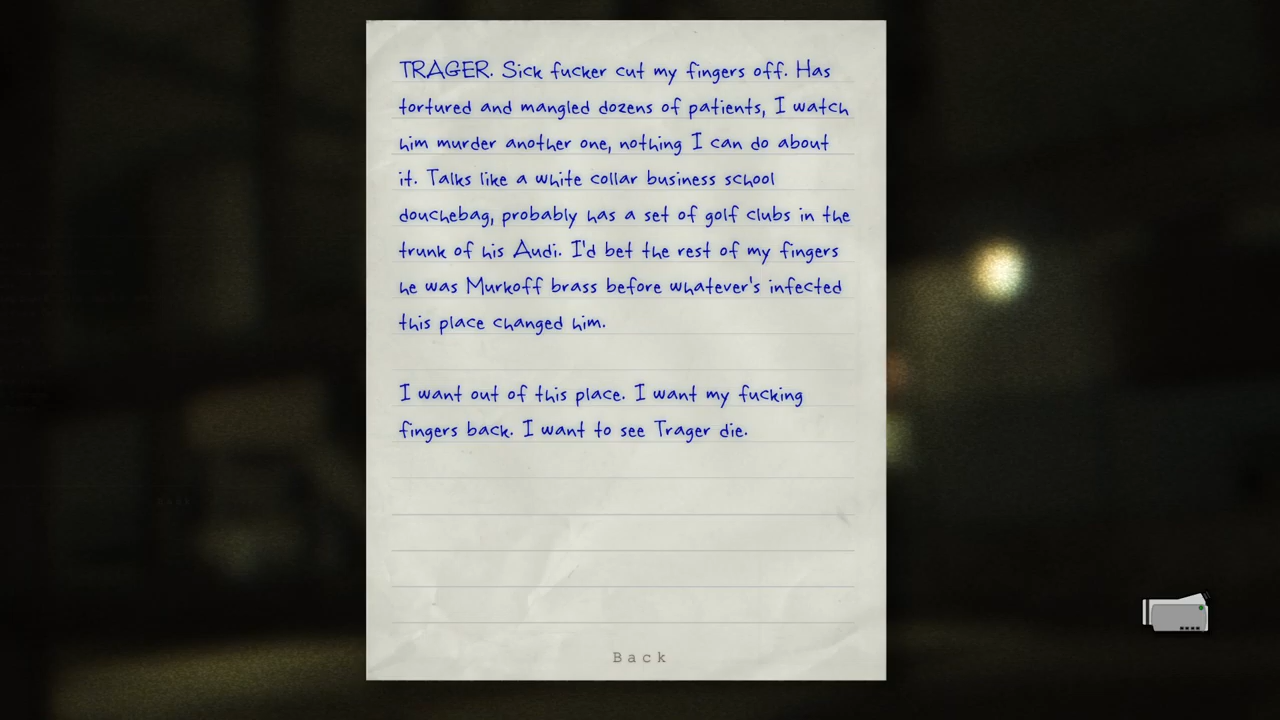 TRAGER. Sick fucker cut my fingers off. Has
tortured and mangled dozens of patients, I watch
him murder another one, nothing I can do about
it. Talks like a white collar business school
douchebag, probably has a set of golf clubs in the
trunk of his Audi. I'd bet the rest of my fingers
he was Murkoff brass before whatever's infected
this place changed him.
I want out of this place. I want my fucking
fingers back. I want to see Trager die.
Back